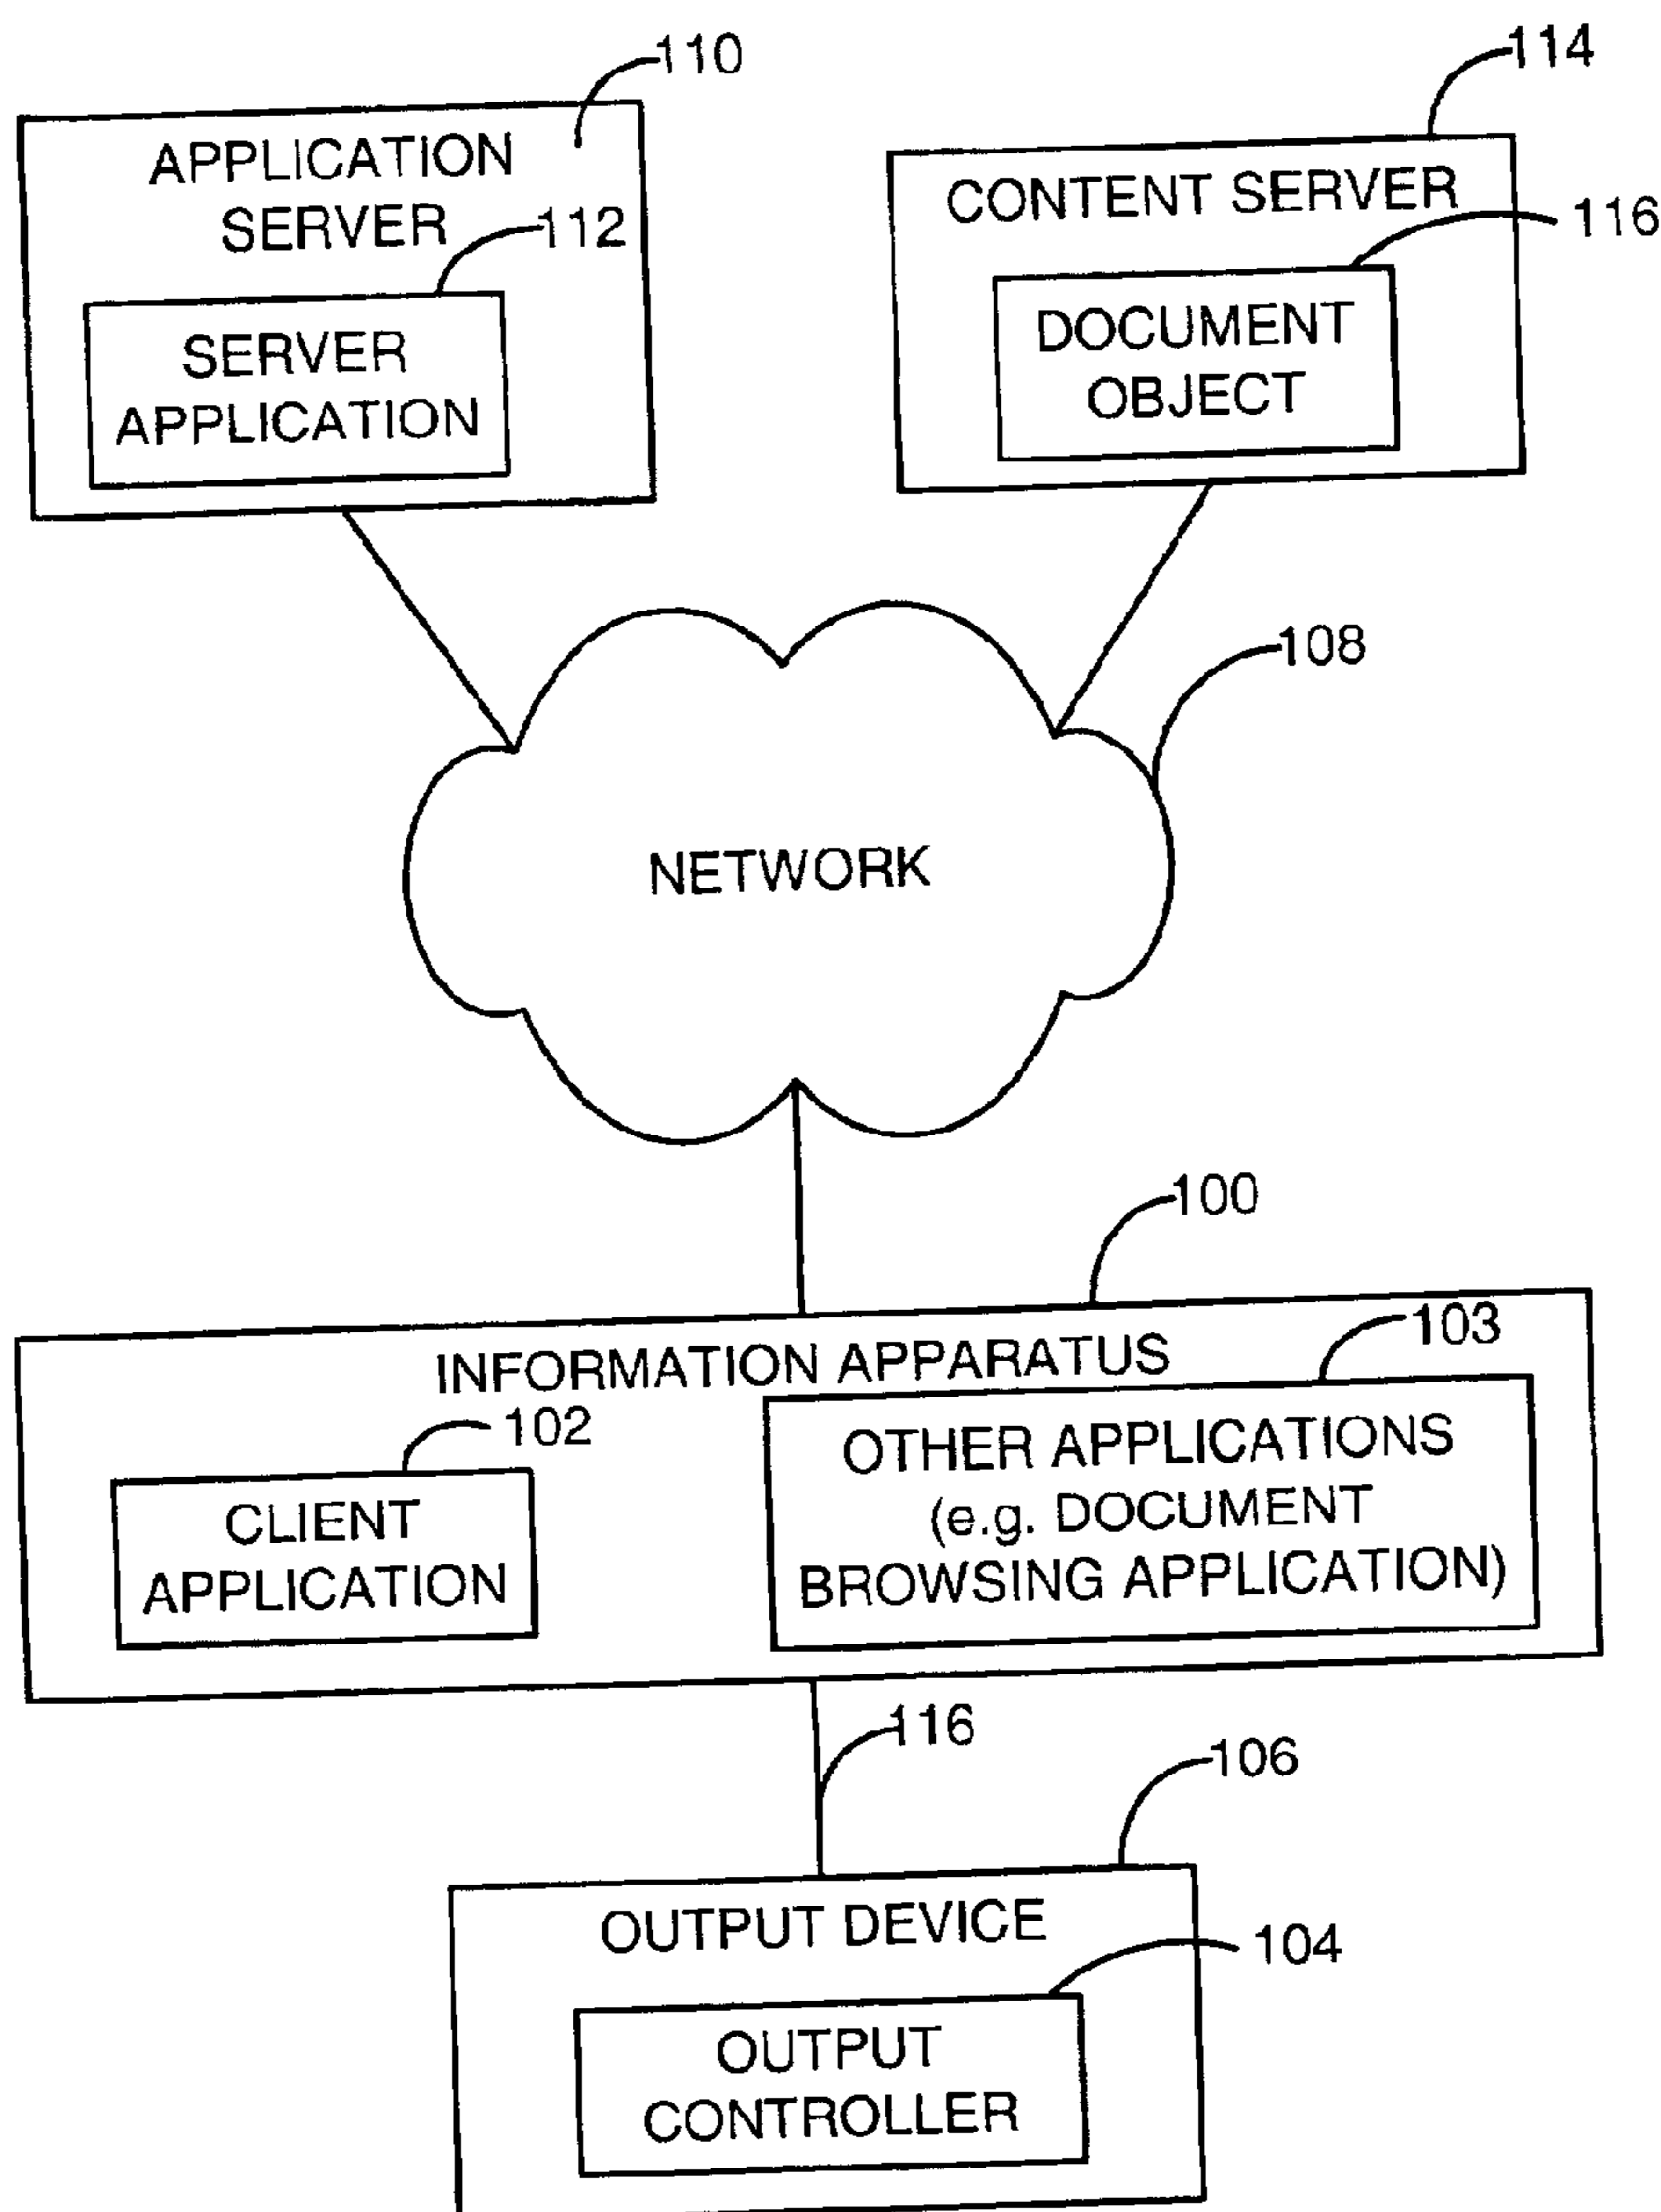 110
114
APPLICATION
SERVER
112
SERVER
APPLICATION
CONTENT SERVER
116
DOCUMENT
OBJECT
108
NETWORK
100
INFORMATION APPARATUS
103
102
CLIENT
APPLICATION
OTHER APPLICATIONS
(e.g. DOCUMENT
BROWSING APPLICATION)
116
106
OUTPUT DEVICE
104
OUTPUT
CONTROLLER